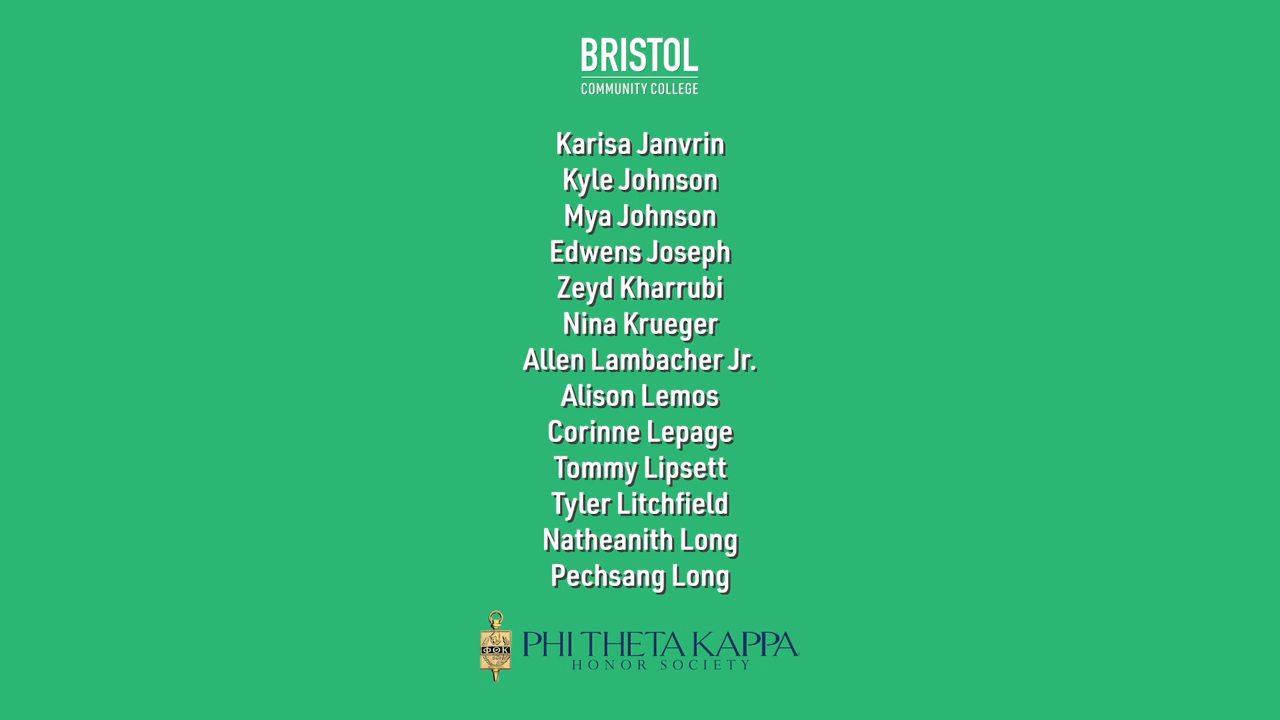 BRISTOL
COMMUNITY COLLEGE
Karisa Janvrin
Kyle Johnson
Mya Johnson
Edwens Joseph
Zeyd Kharrubi
Nina Krueger
Allen Lambacher Jr.
Alison Lemos
Corinne Lepage
Tommy Lipsett
Tyler Litchfield
Natheanith Long
Pechsang Long
ΦΘΚ
PHI THETA KAPPA
HONOR SOCIETY